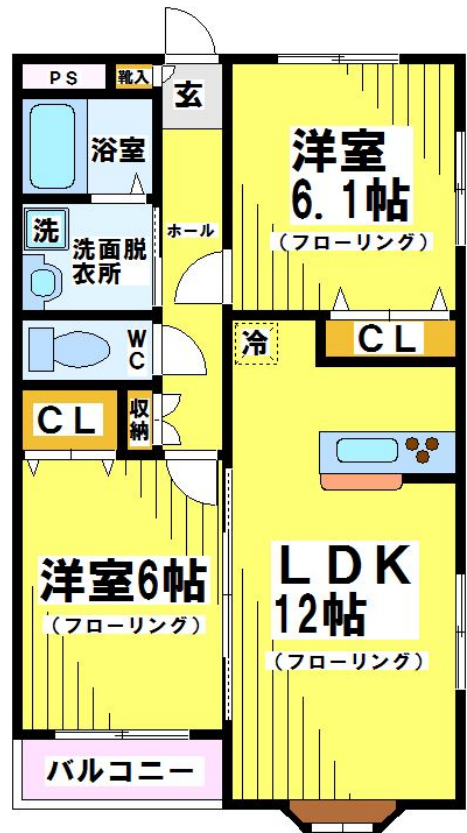 PS
靴入
玄
浴室
洋室
6.1帖
(フローリング)
ホール
洗
洗面脱
衣所
WC
冷
CL
CL
収納
洋室6帖
(フローリング)
LDK
12帖
(フローリング)
バルコニー